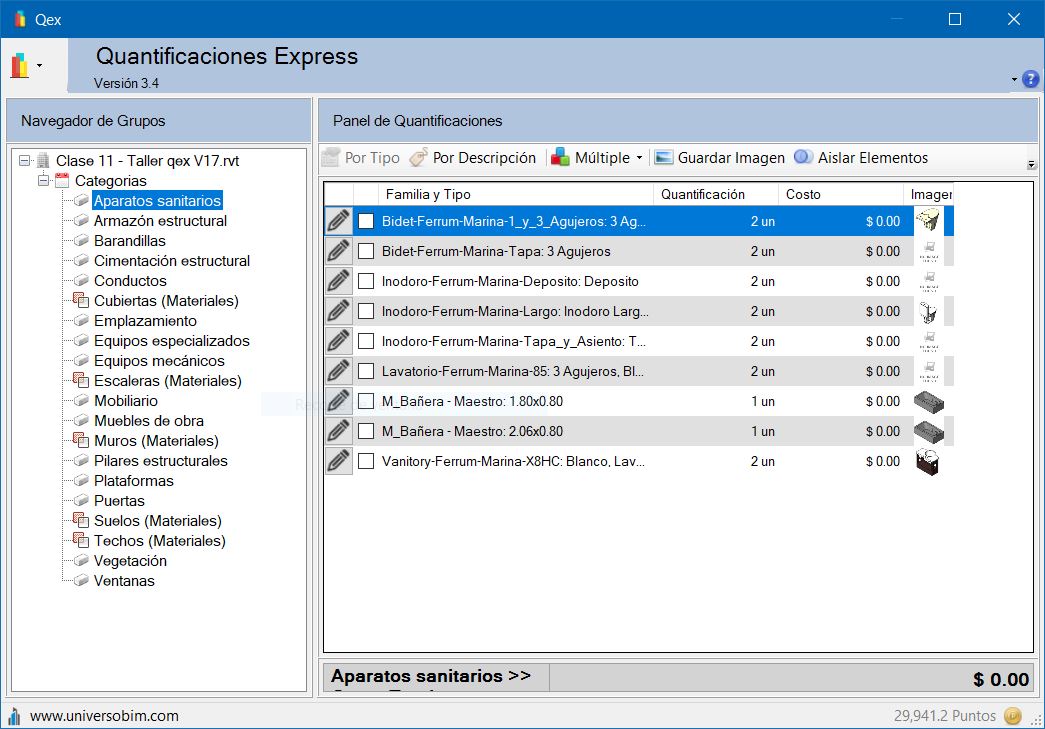 Qex
Quantificaciones Express
Versión 3.4
Navegador de Grupos
Clase 11 - Taller qex V17.rvt
Categorias
Aparatos sanitarios
Armazón estructural
Barandillas
Cimentación estructural
Conductos
Cubiertas (Materiales)
Emplazamiento
Equipos especializados
Equipos mecánicos
Escaleras (Materiales)
Mobiliario
Muebles de obra
Muros (Materiales)
Pilares estructurales
Plataformas
Puertas
Suelos (Materiales)
Techos (Materiales)
Vegetación
Ventanas
Panel de Quantificaciones
Por Tipo Por Descripción Múltiple Guardar Imagen Aislar Elementos
Familia y Tipo Quantificación Costo Imagen
Bidet-Ferrum-Marina-1_y_3_Agujeros: 3 Ag... 2 un $ 0.00
Bidet-Ferrum-Marina-Tapa: 3 Agujeros 2 un $ 0.00
Inodoro-Ferrum-Marina-Deposito: Deposito 2 un $ 0.00
Inodoro-Ferrum-Marina-Largo: Inodoro Larg... 2 un $ 0.00
Inodoro-Ferrum-Marina-Tapa_y_Asiento: T... 2 un $ 0.00
Lavatorio-Ferrum-Marina-85: 3 Agujeros, Bl... 2 un $ 0.00
M_Bañera - Maestro: 1.80x0.80 1 un $ 0.00
M_Bañera - Maestro: 2.06x0.80 1 un $ 0.00
Vanitory-Ferrum-Marina-X8HC: Blanco, Lav... 2 un $ 0.00
Aparatos sanitarios >> $ 0.00
www.universobim.com 29,941.2 Puntos